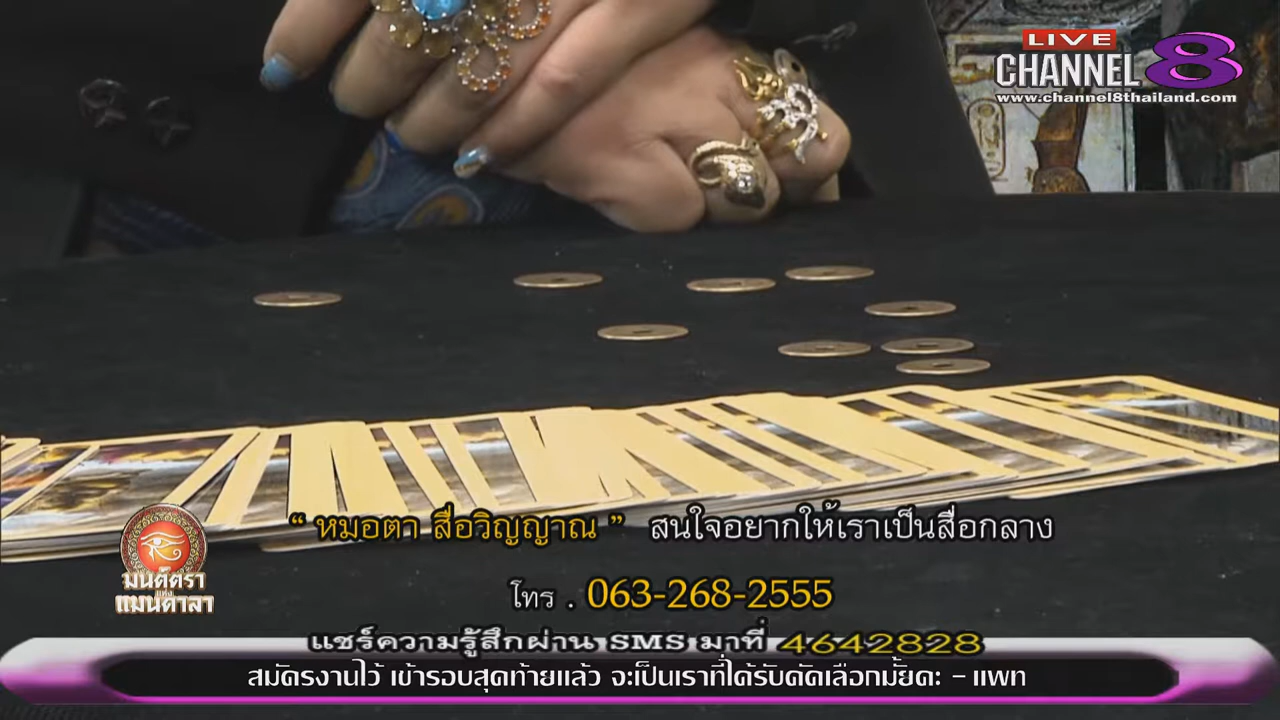 LIVE
CHANNEL 8
www.channel8thailand.com
“ หมอตา สื่อวิญญาณ ” สนใจอยากให้เราเป็นสื่อกลาง
โทร . 063-268-2555
มนต์ตรา
แห่ง
แมนดาลา
แชร์ความรู้สึกผ่าน SMS มาที่ 4642828
สมัครงานไว้ เข้ารอบสุดท้ายแล้ว จะเป็นเราที่ได้รับคัดเลือกมั้ยคะ - แพท